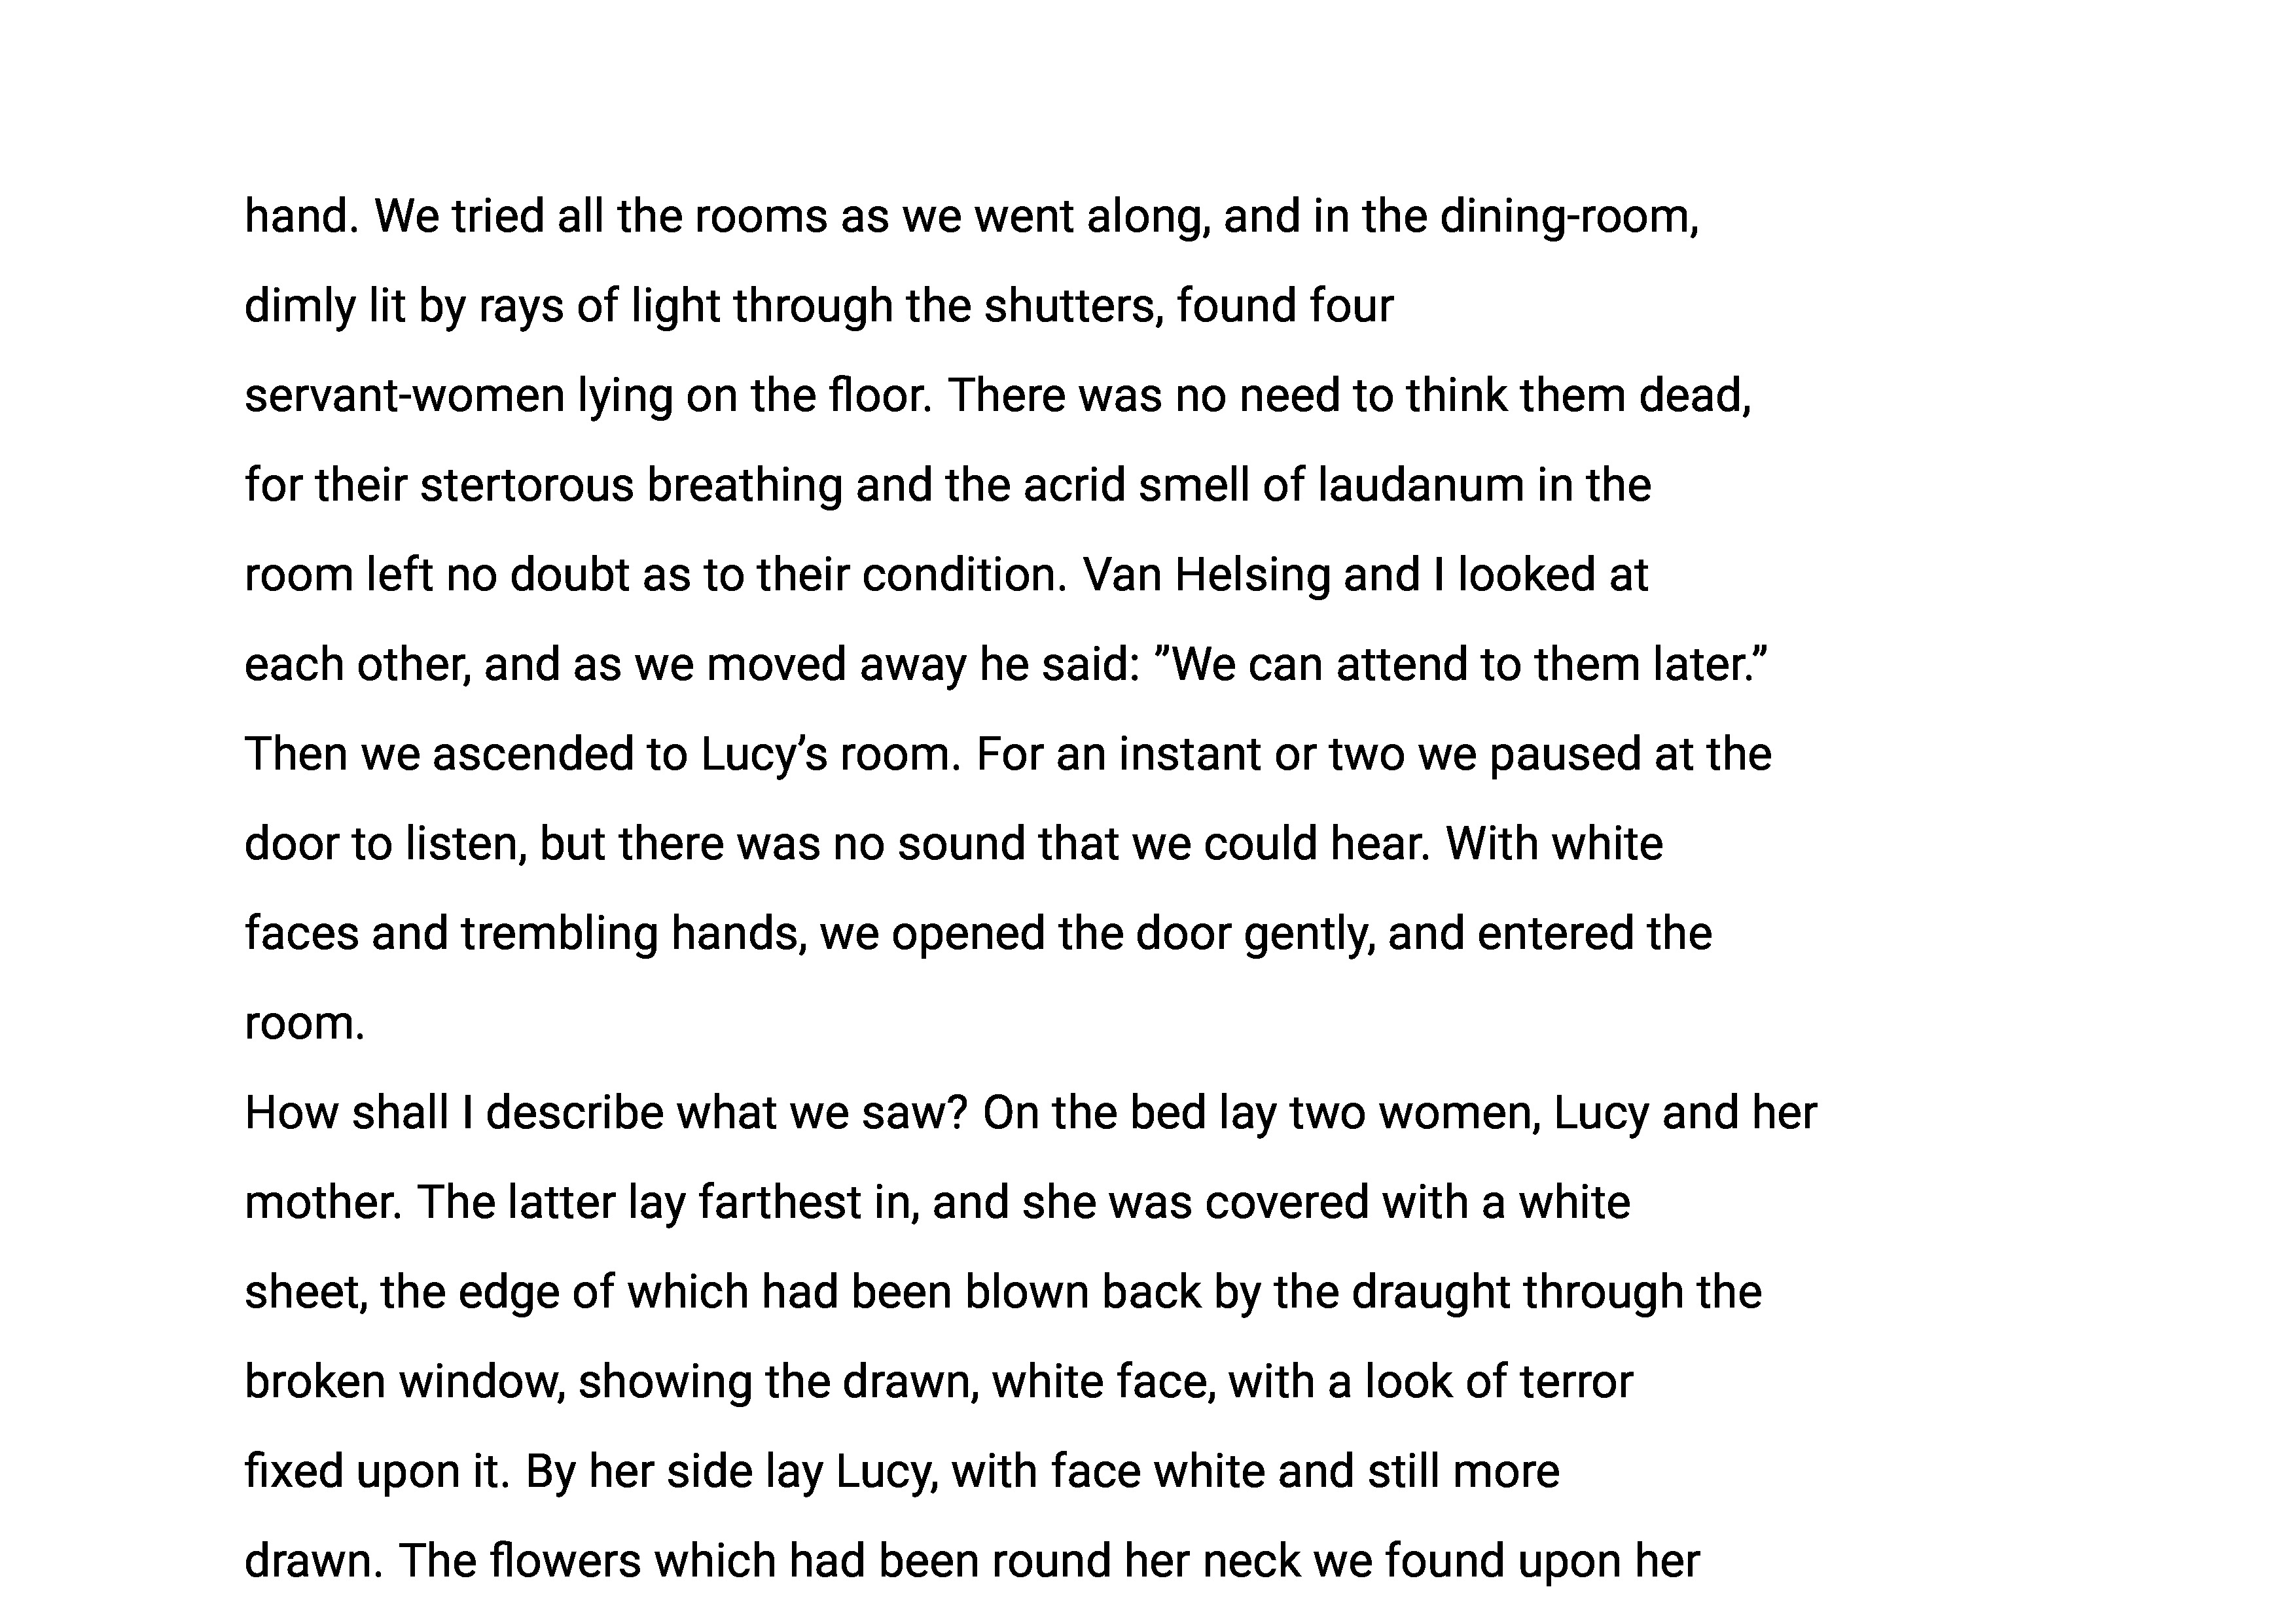 hand. We tried all the rooms as we went along, and in the dining-room,
dimly lit by rays of light through the shutters, found four
servant-women lying on the floor. There was no need to think them dead,
for their stertorous breathing and the acrid smell of laudanum in the
room left no doubt as to their condition. Van Helsing and I looked at
each other, and as we moved away he said: ”We can attend to them later.”
Then we ascended to Lucy’s room. For an instant or two we paused at the
door to listen, but there was no sound that we could hear. With white
faces and trembling hands, we opened the door gently, and entered the
room.
How shall I describe what we saw? On the bed lay two women, Lucy and her
mother. The latter lay farthest in, and she was covered with a white
sheet, the edge of which had been blown back by the draught through the
broken window, showing the drawn, white face, with a look of terror
fixed upon it. By her side lay Lucy, with face white and still more
drawn. The flowers which had been round her neck we found upon her